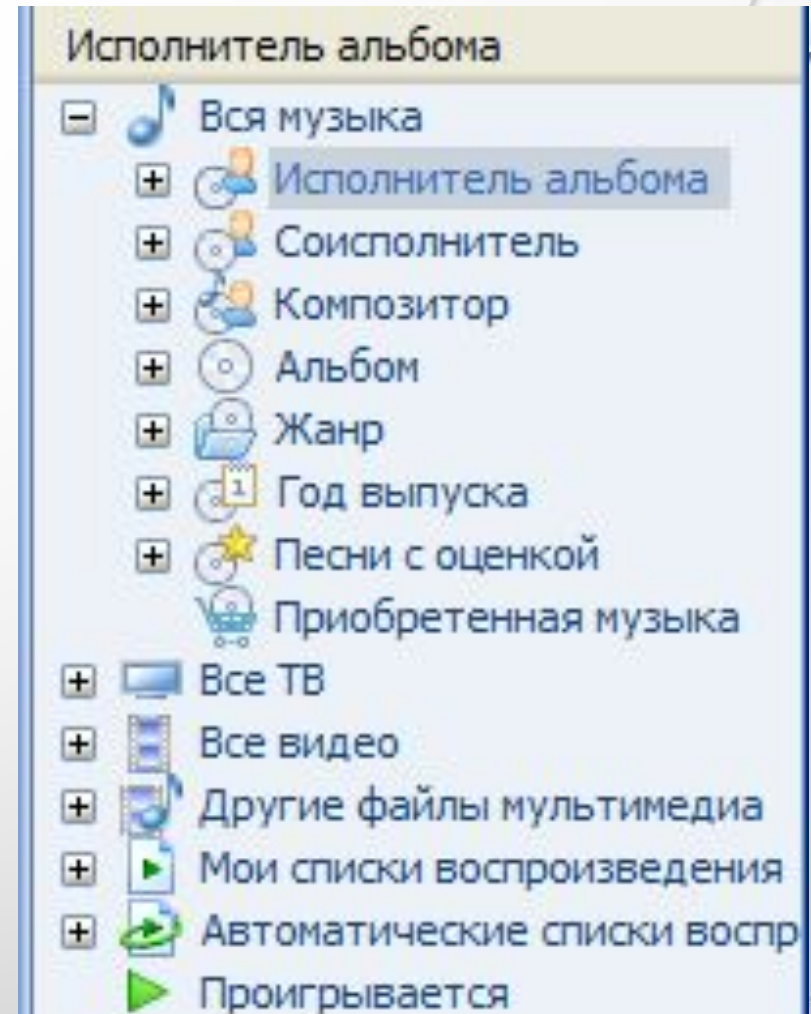 Исполнитель альбома
Вся музыка
Исполнитель альбома
Соисполнитель
Композитор
Альбом
Жанр
1
Год выпуска
Песни с оценкой
Приобретенная музыка
Все ТВ
Все видео
Другие файлы мультимедиа
Мои списки воспроизведения
Автоматические списки воспр
Проигрывается